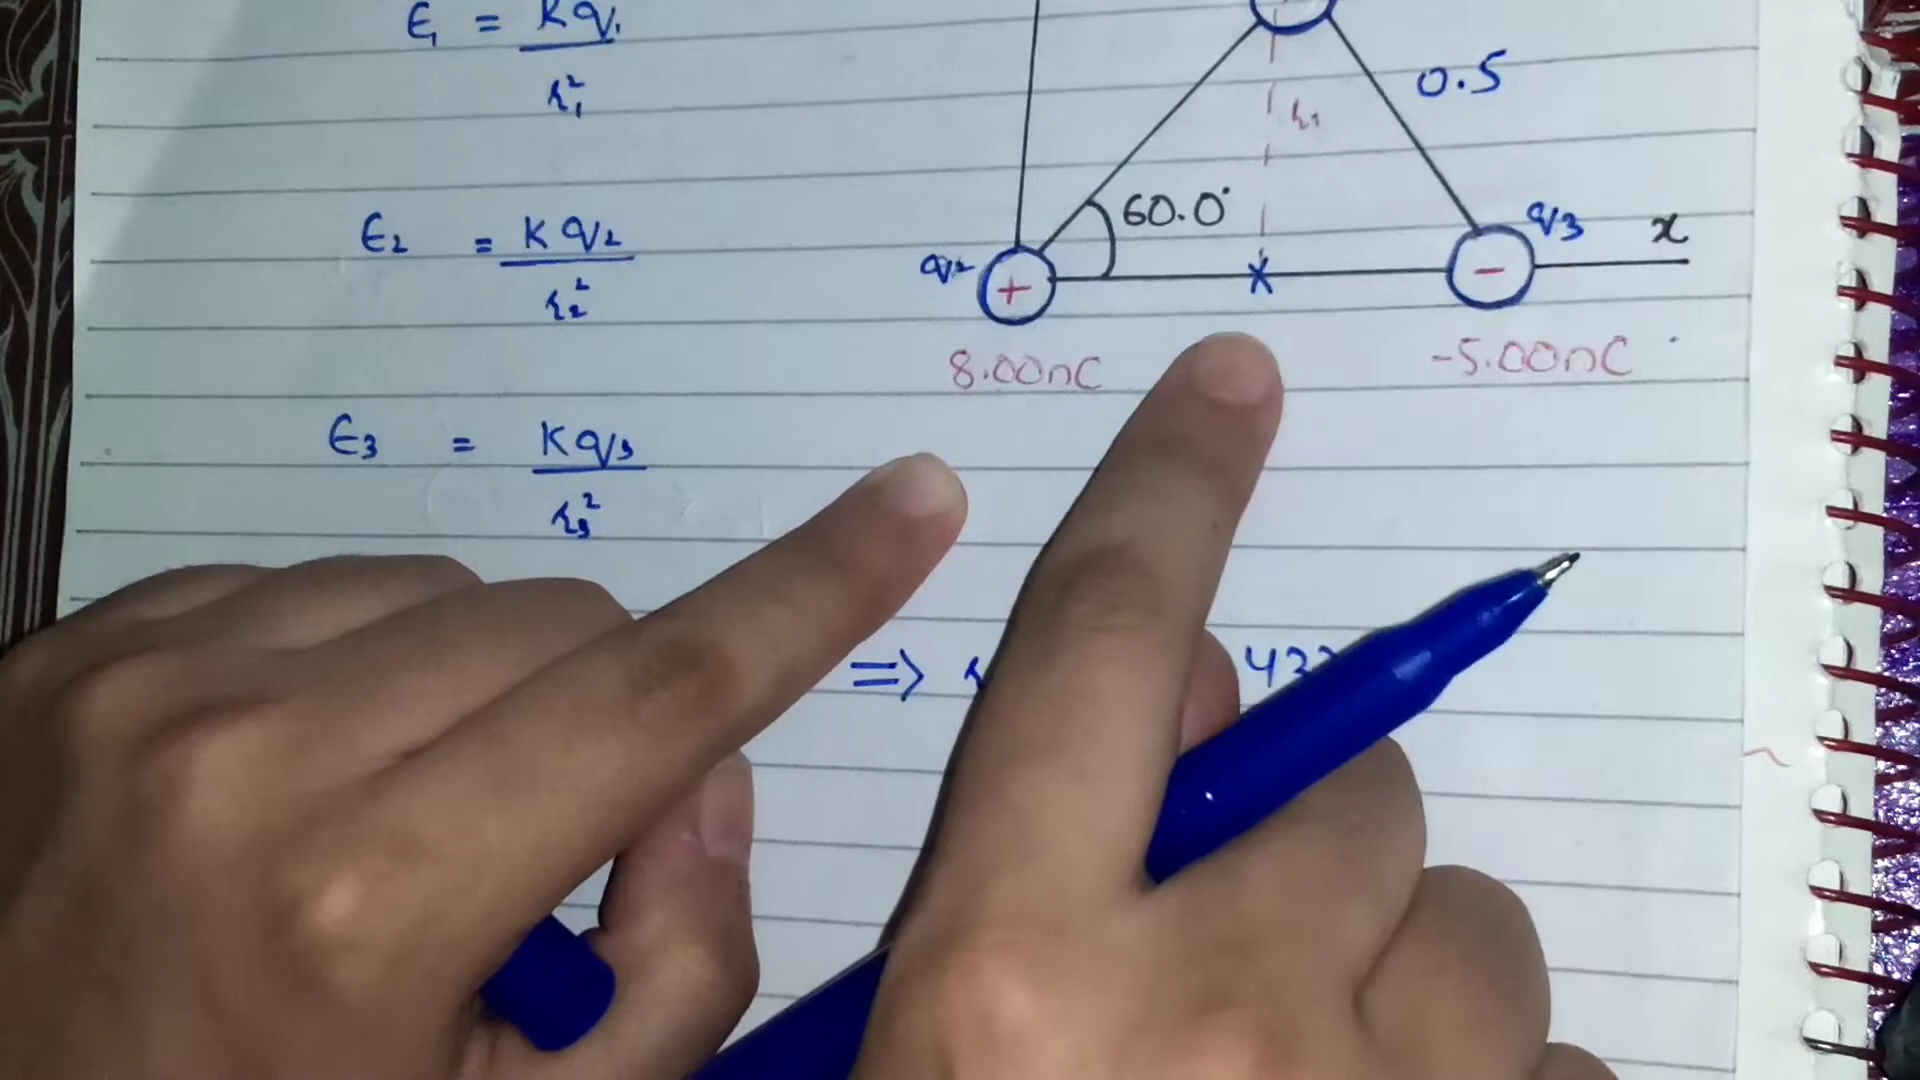 E₁ = Kq₁
r₁²
0.5
r₁
60.0°
E₂ = Kq₂
r₂²
q₂
q₃
x
+
x
-
8.00nC
-5.00nC
E₃ = Kq₃
r₃²
=>